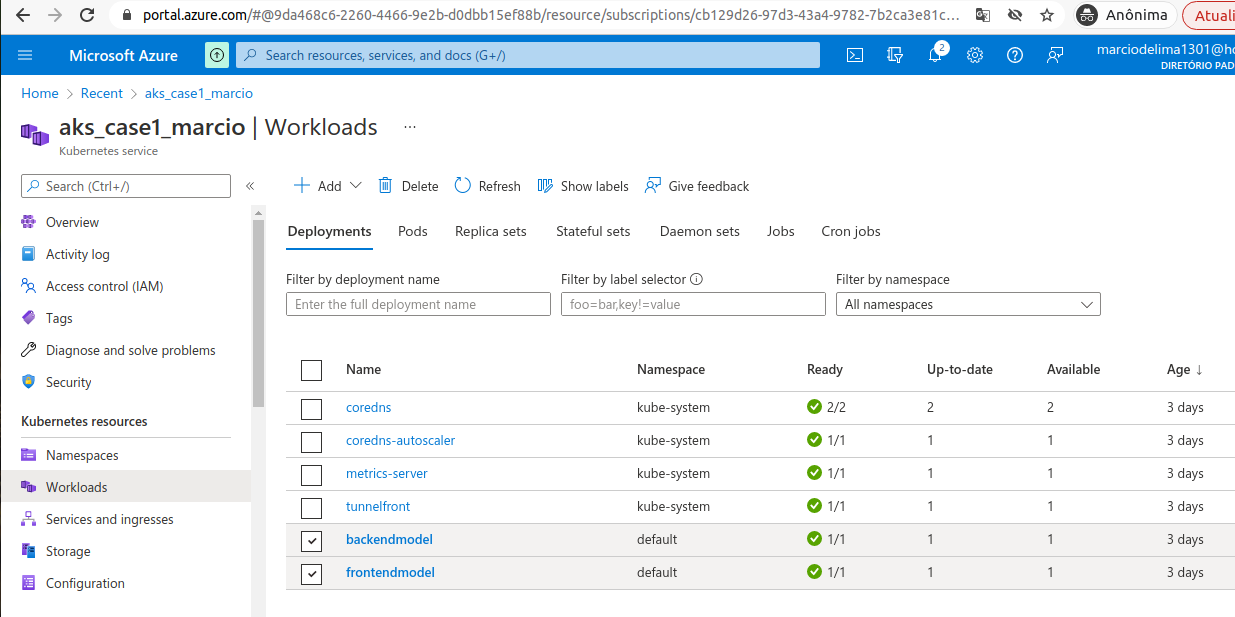 portal.azure.com/#@9da468c6-2260-4466-9e2b-d0dbb15ef88b/resource/subscriptions/cb129d26-97d3-43a4-9782-7b2ca3e81c...
Anônima
Atuali
Microsoft Azure
Search resources, services, and docs (G+/)
2
marciodelima1301@ho
DIRETÓRIO PAD
Home > Recent > aks_case1_marcio
aks_case1_marcio | Workloads ...
Kubernetes service
Search (Ctrl+/)
«
Overview
Activity log
Access control (IAM)
Tags
Diagnose and solve problems
Security
Kubernetes resources
Namespaces
Workloads
Services and ingresses
Storage
Configuration
Add Delete Refresh Show labels Give feedback
Deployments Pods Replica sets Stateful sets Daemon sets Jobs Cron jobs
Filter by deployment name Filter by label selector Filter by namespace
Enter the full deployment name foo=bar,key!=value All namespaces
Name Namespace Ready Up-to-date Available Age ↓
coredns kube-system 2/2 2 2 3 days
coredns-autoscaler kube-system 1/1 1 1 3 days
metrics-server kube-system 1/1 1 1 3 days
tunnelfront kube-system 1/1 1 1 3 days
backendmodel default 1/1 1 1 3 days
frontendmodel default 1/1 1 1 3 days